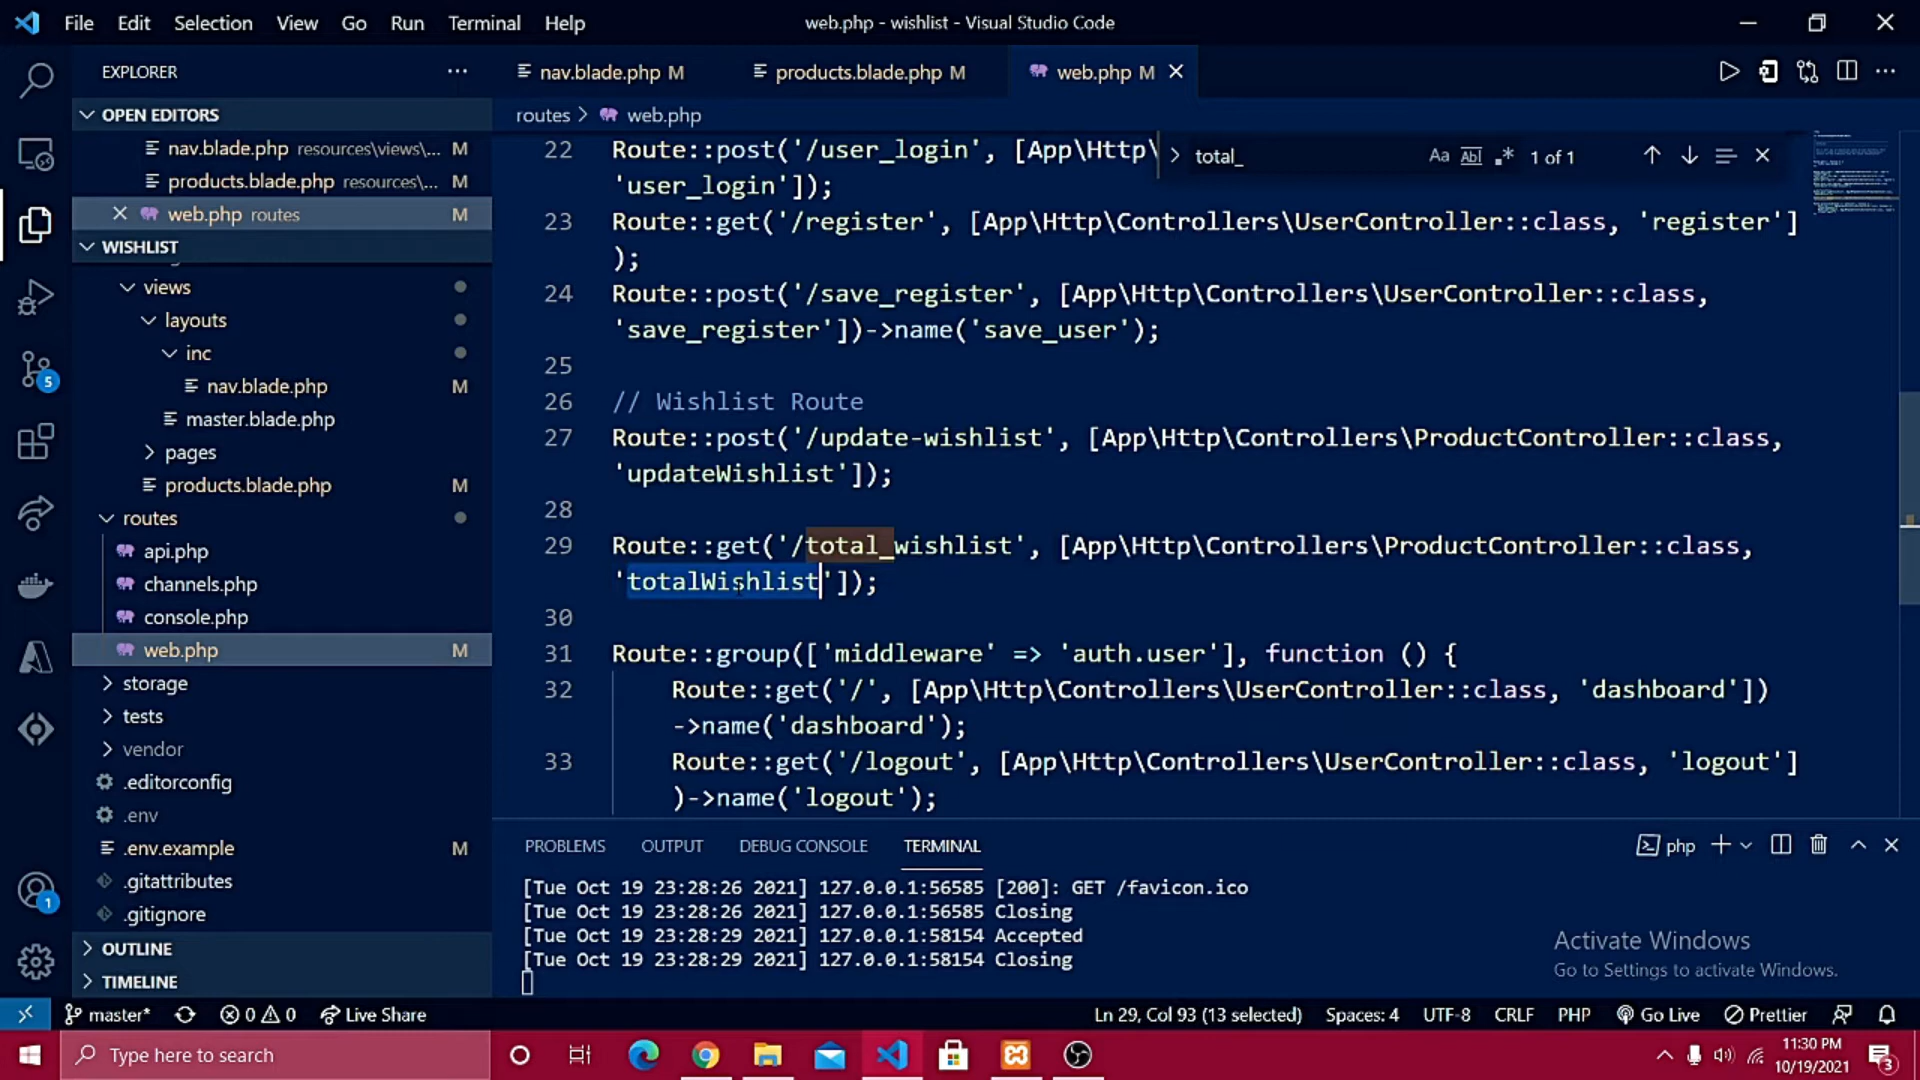 File Edit Selection View Go Run Terminal Help
web.php - wishlist - Visual Studio Code
EXPLORER
nav.blade.php M
products.blade.php M
web.php M
OPEN EDITORS
nav.blade.php resources\views\... M
products.blade.php resources\... M
web.php routes M
WISHLIST
views
layouts
inc
nav.blade.php M
master.blade.php
pages
products.blade.php M
routes
api.php
channels.php
console.php
web.php M
storage
tests
vendor
.editorconfig
.env
.env.example M
.gitattributes
.gitignore
OUTLINE
TIMELINE
5
1
routes > web.php
total_
Aa Abl .* 1 of 1
22 Route::post('/user_login', [App\Http\
'user_login']);
23 Route::get('/register', [App\Http\Controllers\UserController::class, 'register']
);
24 Route::post('/save_register', [App\Http\Controllers\UserController::class,
'save_register'])->name('save_user');
25
26 // Wishlist Route
27 Route::post('/update-wishlist', [App\Http\Controllers\ProductController::class,
'updateWishlist']);
28
29 Route::get('/total_wishlist', [App\Http\Controllers\ProductController::class,
'totalWishlist']);
30
31 Route::group(['middleware' => 'auth.user'], function () {
32 Route::get('/', [App\Http\Controllers\UserController::class, 'dashboard'])
->name('dashboard');
33 Route::get('/logout', [App\Http\Controllers\UserController::class, 'logout']
)->name('logout');
PROBLEMS OUTPUT DEBUG CONSOLE TERMINAL
php
[Tue Oct 19 23:28:26 2021] 127.0.0.1:56585 [200]: GET /favicon.ico
[Tue Oct 19 23:28:26 2021] 127.0.0.1:56585 Closing
[Tue Oct 19 23:28:29 2021] 127.0.0.1:58154 Accepted
[Tue Oct 19 23:28:29 2021] 127.0.0.1:58154 Closing
Activate Windows
Go to Settings to activate Windows.
master* 0 0 Live Share
Ln 29, Col 93 (13 selected) Spaces: 4 UTF-8 CRLF PHP Go Live Prettier
Type here to search
11:30 PM
10/19/2021
3